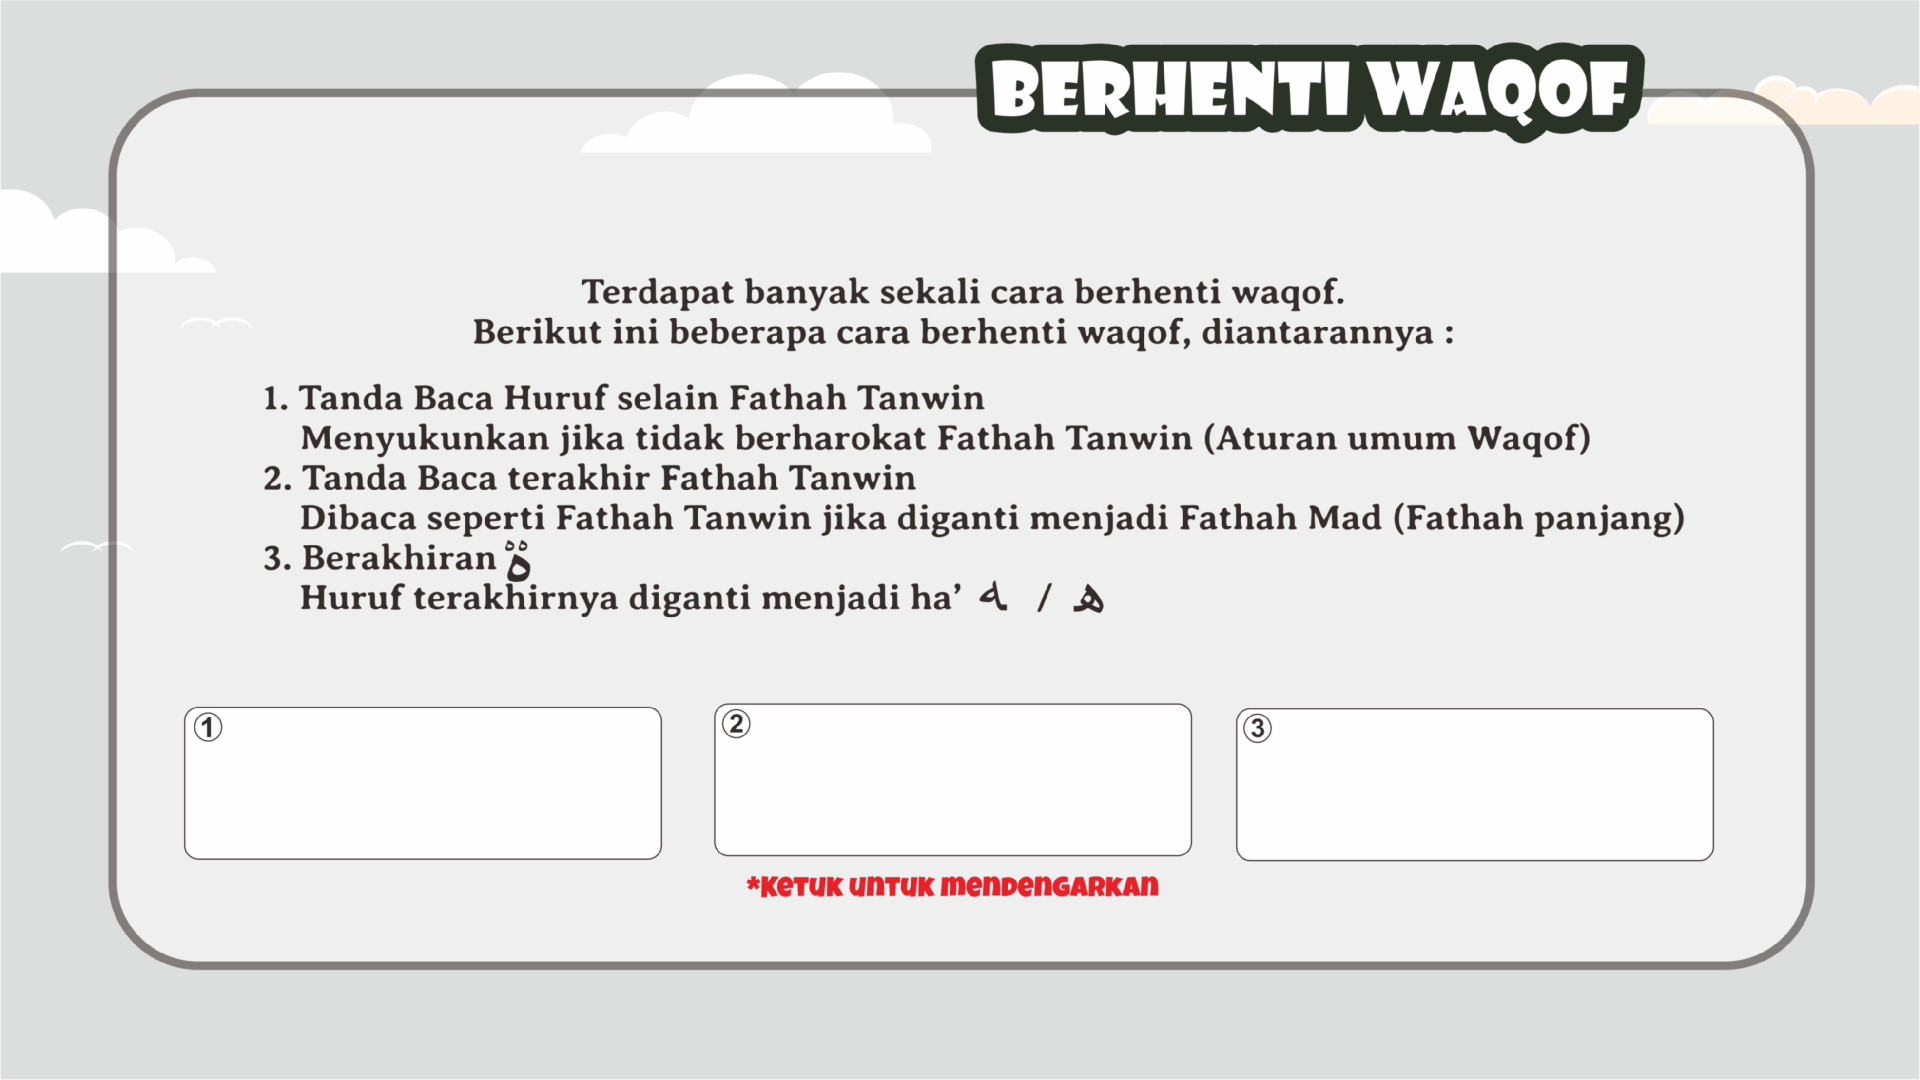 BERHENTI WAQOF
Terdapat banyak sekali cara berhenti waqof.
Berikut ini beberapa cara berhenti waqof, diantarannya :
1. Tanda Baca Huruf selain Fathah Tanwin
Menyukunkan jika tidak berharokat Fathah Tanwin (Aturan umum Waqof)
2. Tanda Baca terakhir Fathah Tanwin
Dibaca seperti Fathah Tanwin jika diganti menjadi Fathah Mad (Fathah panjang)
3. Berakhiran ة
Huruf terakhirnya diganti menjadi ha’ ـه / هـ
1
2
3
*Ketuk untuk mendengarkan